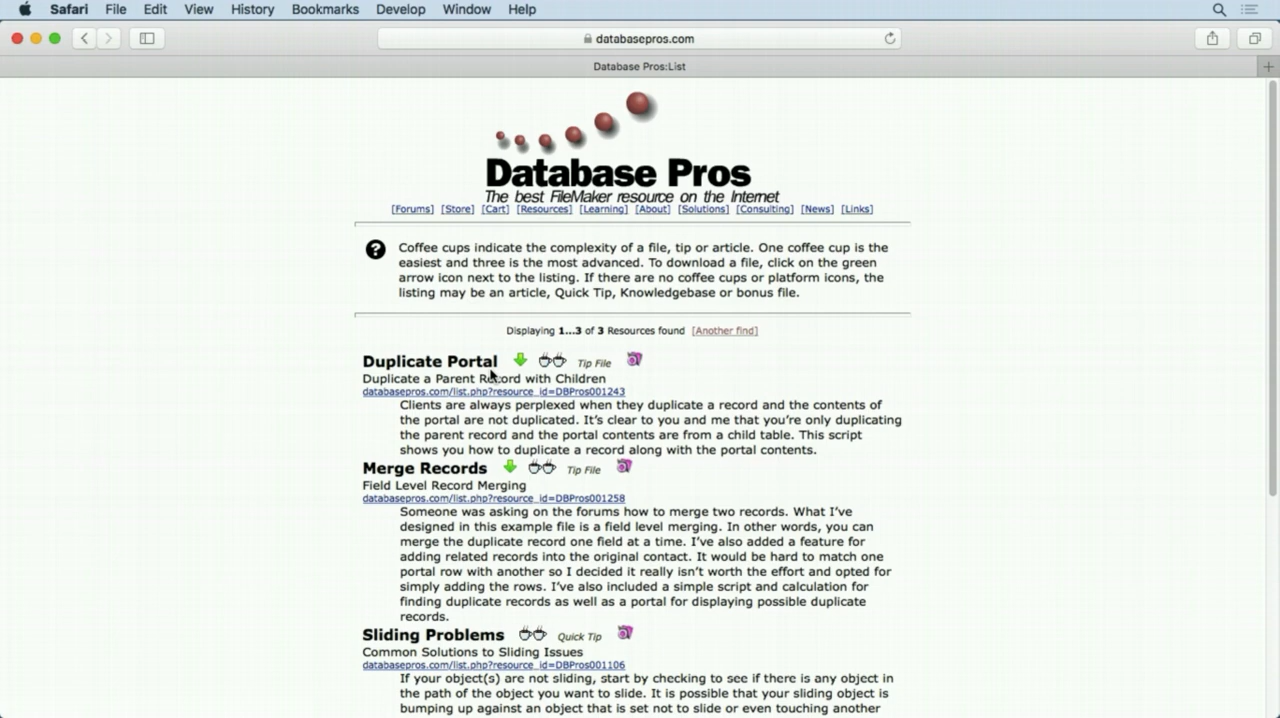 Safari File Edit View History Bookmarks Develop Window Help
databasepros.com
Database Pros:List
Database Pros
The best FileMaker resource on the Internet
[Forums] [Store] [Cart] [Resources] [Learning] [About] [Solutions] [Consulting] [News] [Links]
? Coffee cups indicate the complexity of a file, tip or article. One coffee cup is the
easiest and three is the most advanced. To download a file, click on the green
arrow icon next to the listing. If there are no coffee cups or platform icons, the
listing may be an article, Quick Tip, Knowledgebase or bonus file.
Displaying 1...3 of 3 Resources found [Another find]
Duplicate Portal Tip File
Duplicate a Parent Record with Children
databasepros.com/list.php?resource_id=DBPros001243
Clients are always perplexed when they duplicate a record and the contents of
the portal are not duplicated. It's clear to you and me that you're only duplicating
the parent record and the portal contents are from a child table. This script
shows you how to duplicate a record along with the portal contents.
Merge Records Tip File
Field Level Record Merging
databasepros.com/list.php?resource_id=DBPros001258
Someone was asking on the forums how to merge two records. What I've
designed in this example file is a field level merging. In other words, you can
merge the duplicate record one field at a time. I've also added a feature for
adding related records into the original contact. It would be hard to match one
portal row with another so I decided it really isn't worth the effort and opted for
simply adding the rows. I've also included a simple script and calculation for
finding duplicate records as well as a portal for displaying possible duplicate
records.
Sliding Problems Quick Tip
Common Solutions to Sliding Issues
databasepros.com/list.php?resource_id=DBPros001106
If your object(s) are not sliding, start by checking to see if there is any object in
the path of the object you want to slide. It is possible that your sliding object is
bumping up against an object that is set not to slide or even touching another